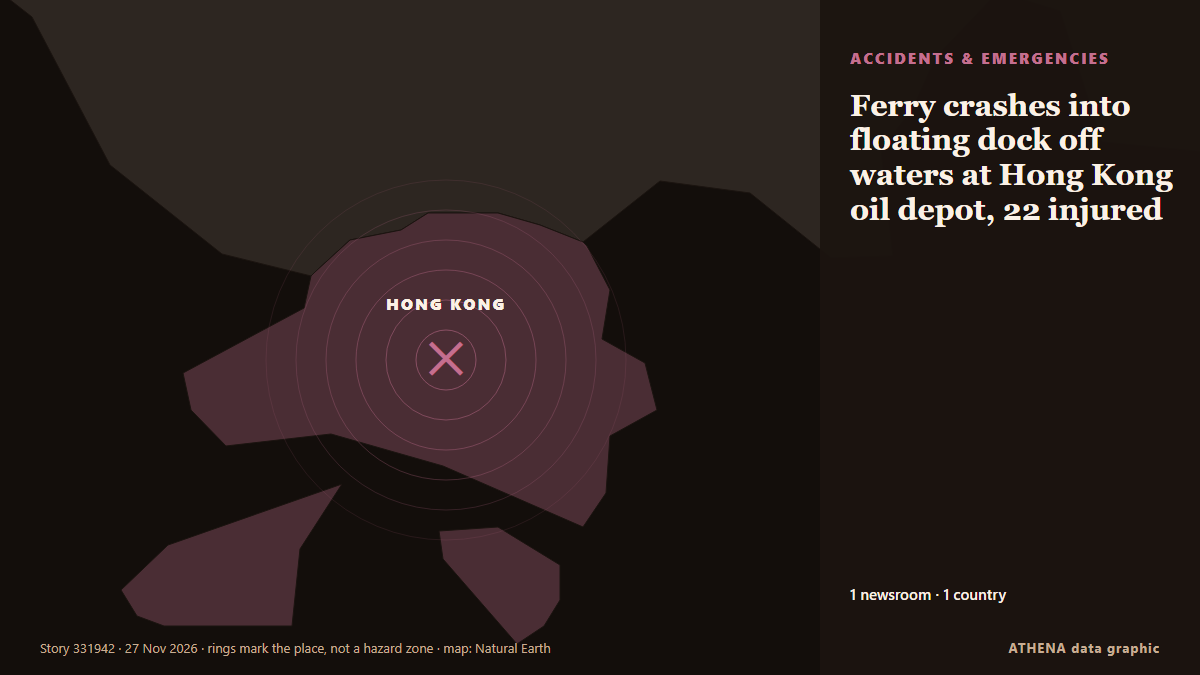 ACCIDENTS & EMERGENCIES
Ferry crashes into
floating dock off
waters at Hong Kong
oil depot, 22 injured
HONG KONG
1 newsroom · 1 country
Story 331942 · 27 Nov 2026 · rings mark the place, not a hazard zone · map: Natural Earth
ATHENA data graphic